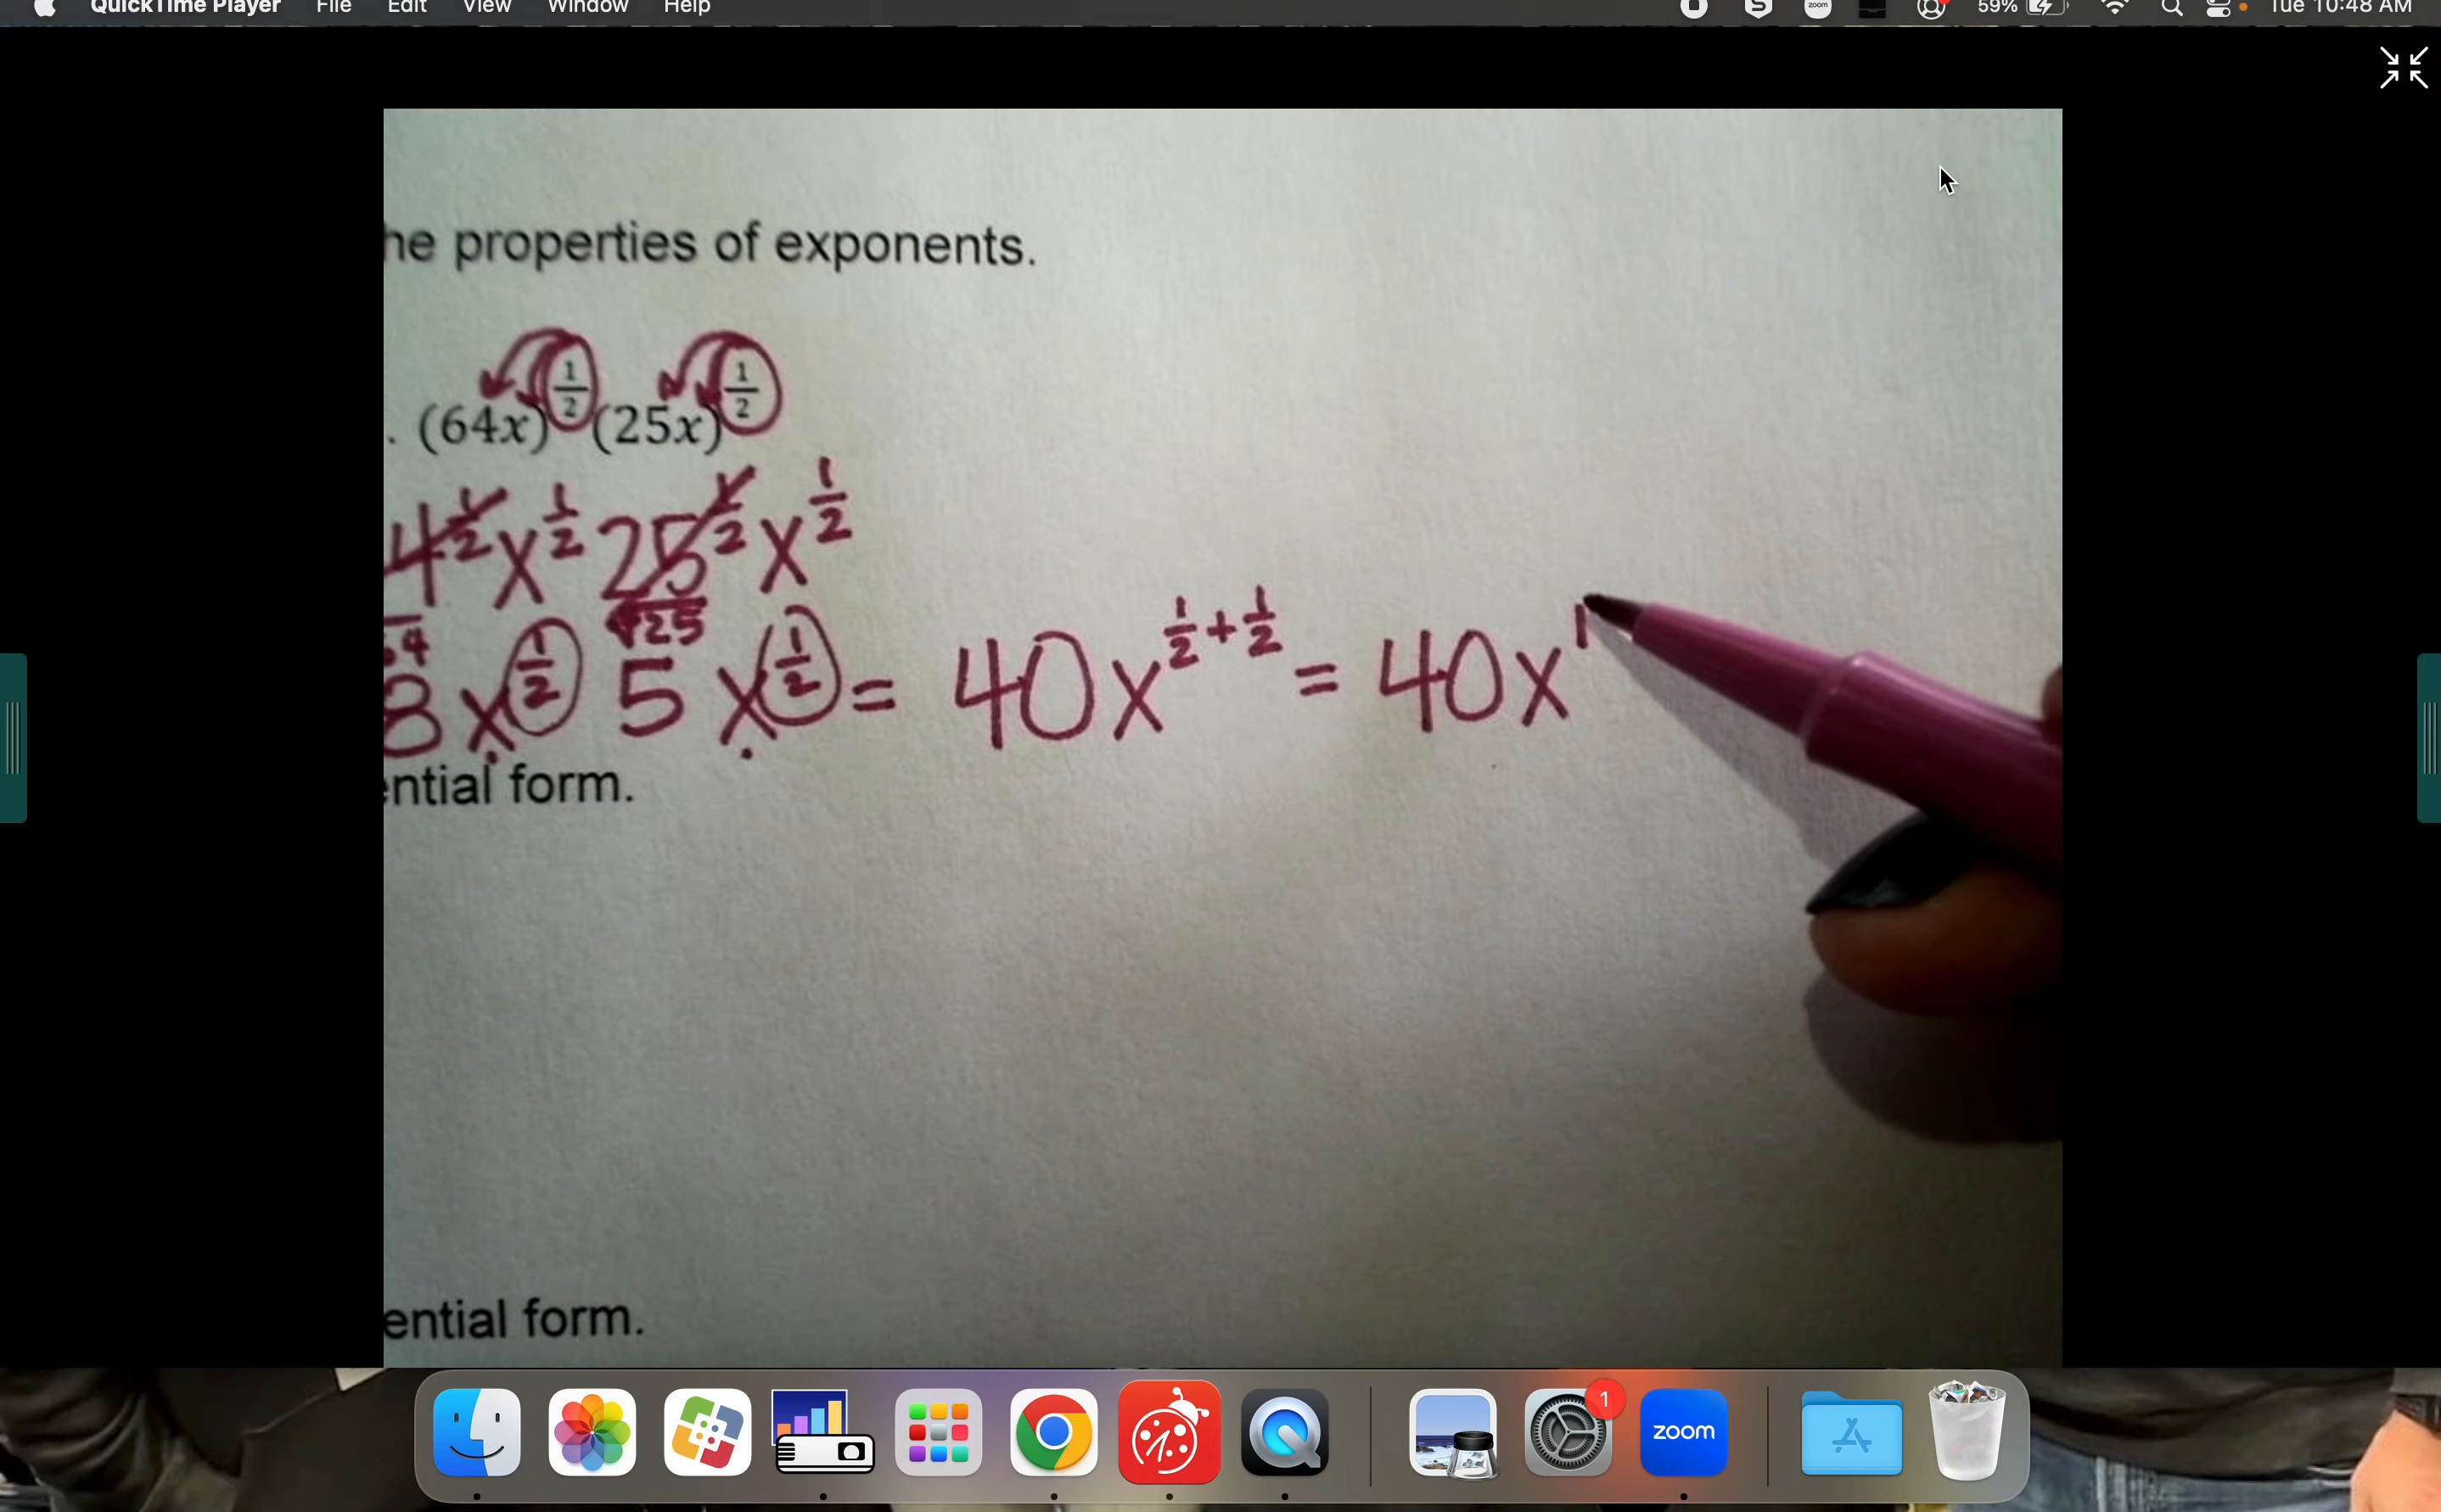 QuickTime Player File Edit View Window Help 59% Tue 10:48 AM
he properties of exponents.
. (64x)^{1/2} (25x)^{1/2}
4^{1/2} x^{1/2} 25^{1/2} x^{1/2}
64 √25
8 x^{1/2} 5 x^{1/2} = 40x^{1/2 + 1/2} = 40x^1
ential form.
ential form.
1
zoom